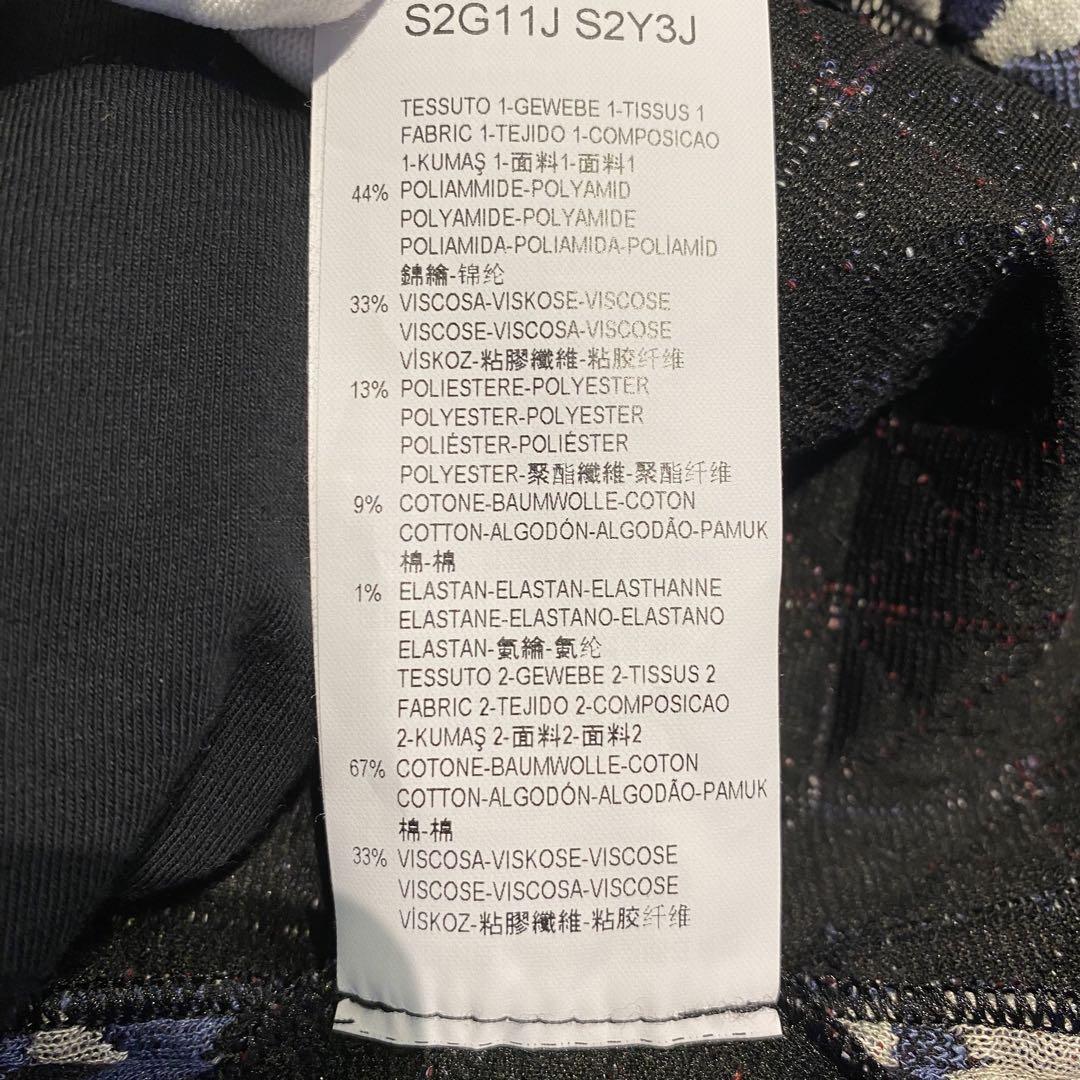 S2G11J S2Y3J
TESSUTO 1-GEWEBE 1-TISSUS 1
FABRIC 1-TEJIDO 1-COMPOSICAO
1-KUMAŞ 1-面料1-面料1
44% POLIAMMIDE-POLYAMID
POLYAMIDE-POLYAMIDE
POLIAMIDA-POLIAMIDA-POLİAMİD
錦綸-锦纶
33% VISCOSA-VISKOSE-VISCOSE
VISCOSE-VISCOSA-VISCOSE
VİSKOZ-粘膠纖維-粘胶纤维
13% POLIESTERE-POLYESTER
POLYESTER-POLYESTER
POLIÉSTER-POLIÉSTER
POLYESTER-聚酯纖維-聚酯纤维
9% COTONE-BAUMWOLLE-COTON
COTTON-ALGODÓN-ALGODÃO-PAMUK
棉-棉
1% ELASTAN-ELASTAN-ELASTHANNE
ELASTANE-ELASTANO-ELASTANO
ELASTAN-氨綸-氨纶
TESSUTO 2-GEWEBE 2-TISSUS 2
FABRIC 2-TEJIDO 2-COMPOSICAO
2-KUMAŞ 2-面料2-面料2
67% COTONE-BAUMWOLLE-COTON
COTTON-ALGODÓN-ALGODÃO-PAMUK
棉-棉
33% VISCOSA-VISKOSE-VISCOSE
VISCOSE-VISCOSA-VISCOSE
VİSKOZ-粘膠纖維-粘胶纤维